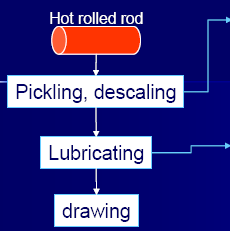 Hot rolled rod
Pickling, descaling
Lubricating
drawing